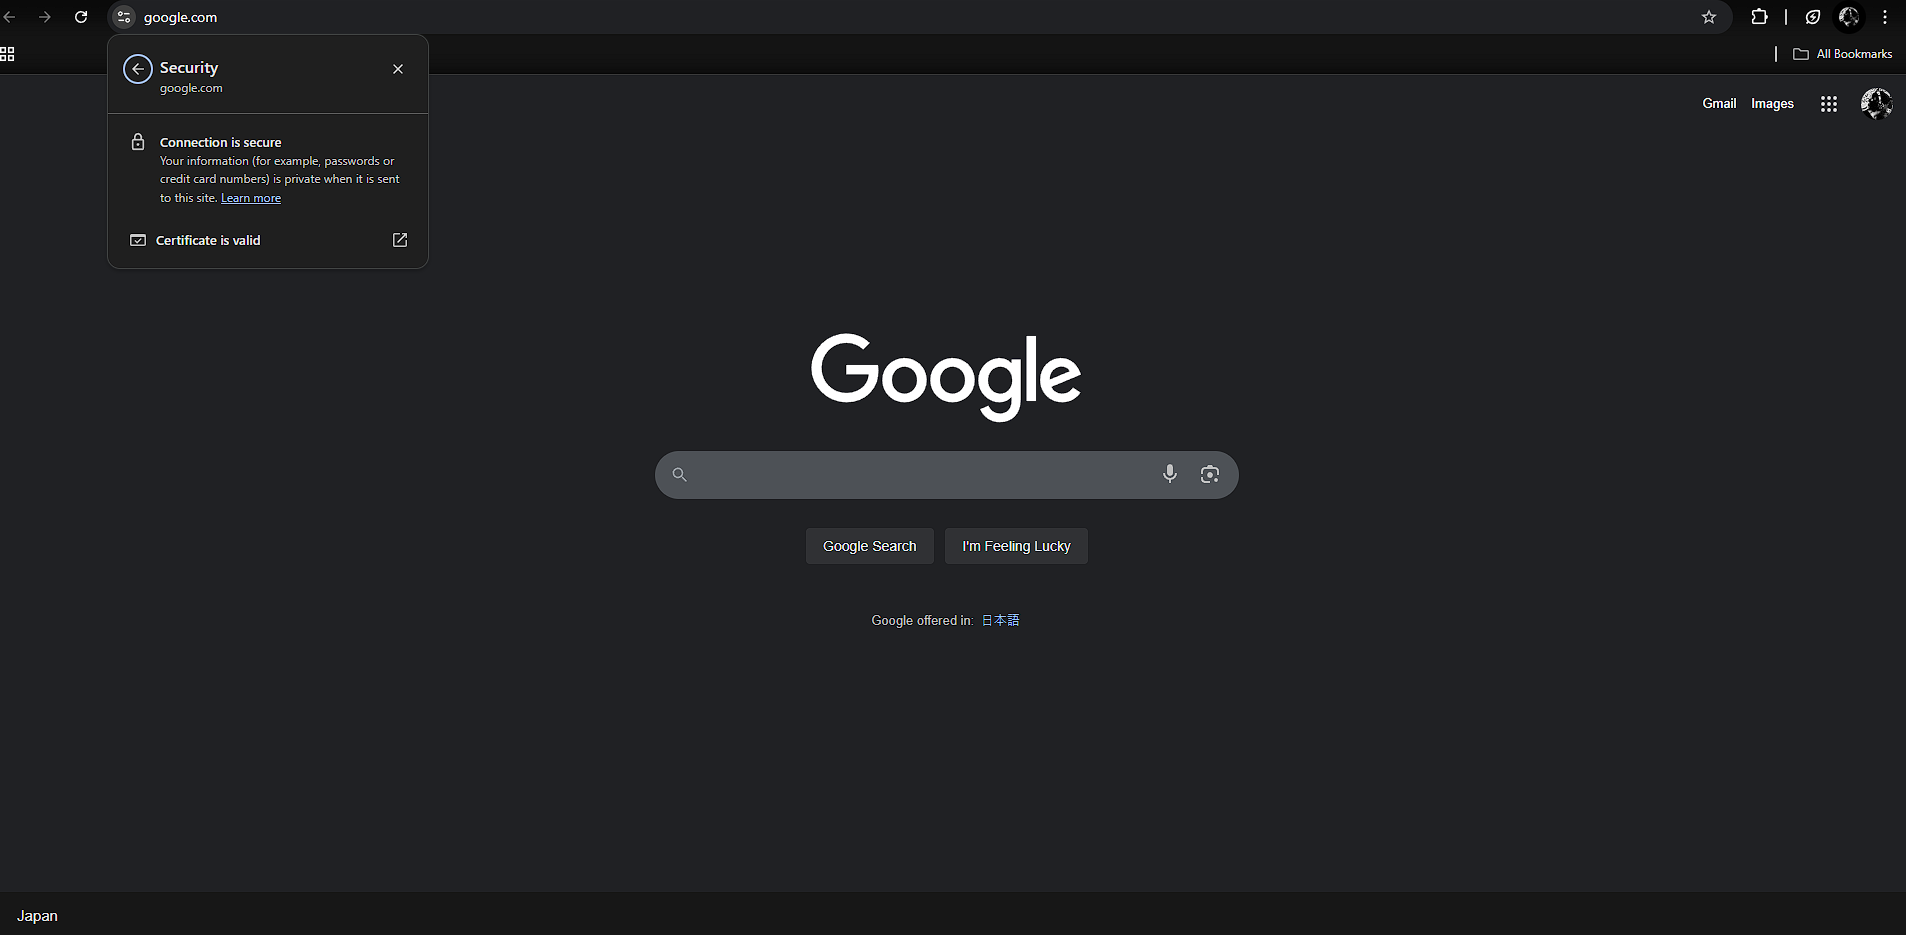 google.com
All Bookmarks
Security
google.com
Gmail Images
Connection is secure
Your information (for example, passwords or
credit card numbers) is private when it is sent
to this site. Learn more
Certificate is valid
Google
Google Search I'm Feeling Lucky
Google offered in: 日本語
Japan